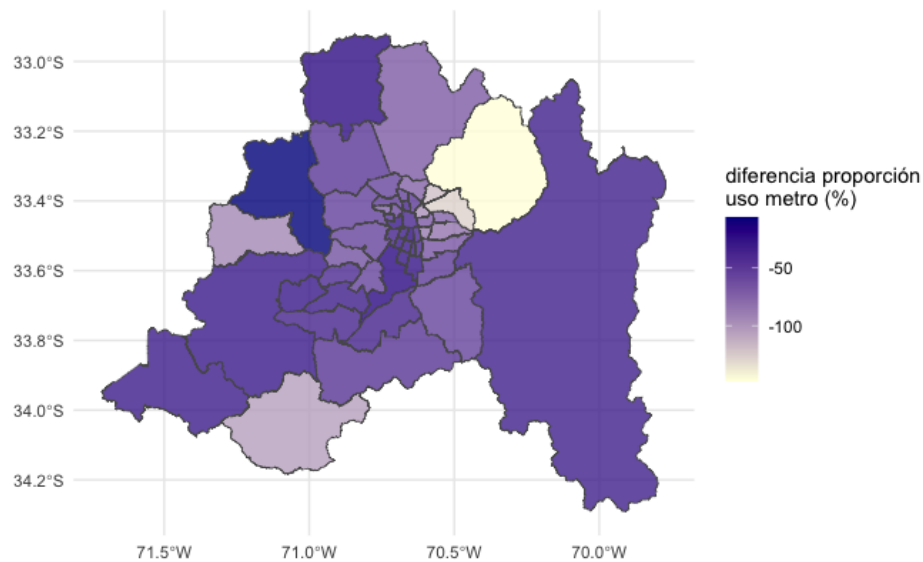 33.0°S
33.2°S
33.4°S
33.6°S
33.8°S
34.0°S
34.2°S
71.5°W
71.0°W
70.5°W
70.0°W
diferencia proporción
uso metro (%)
-50
-100